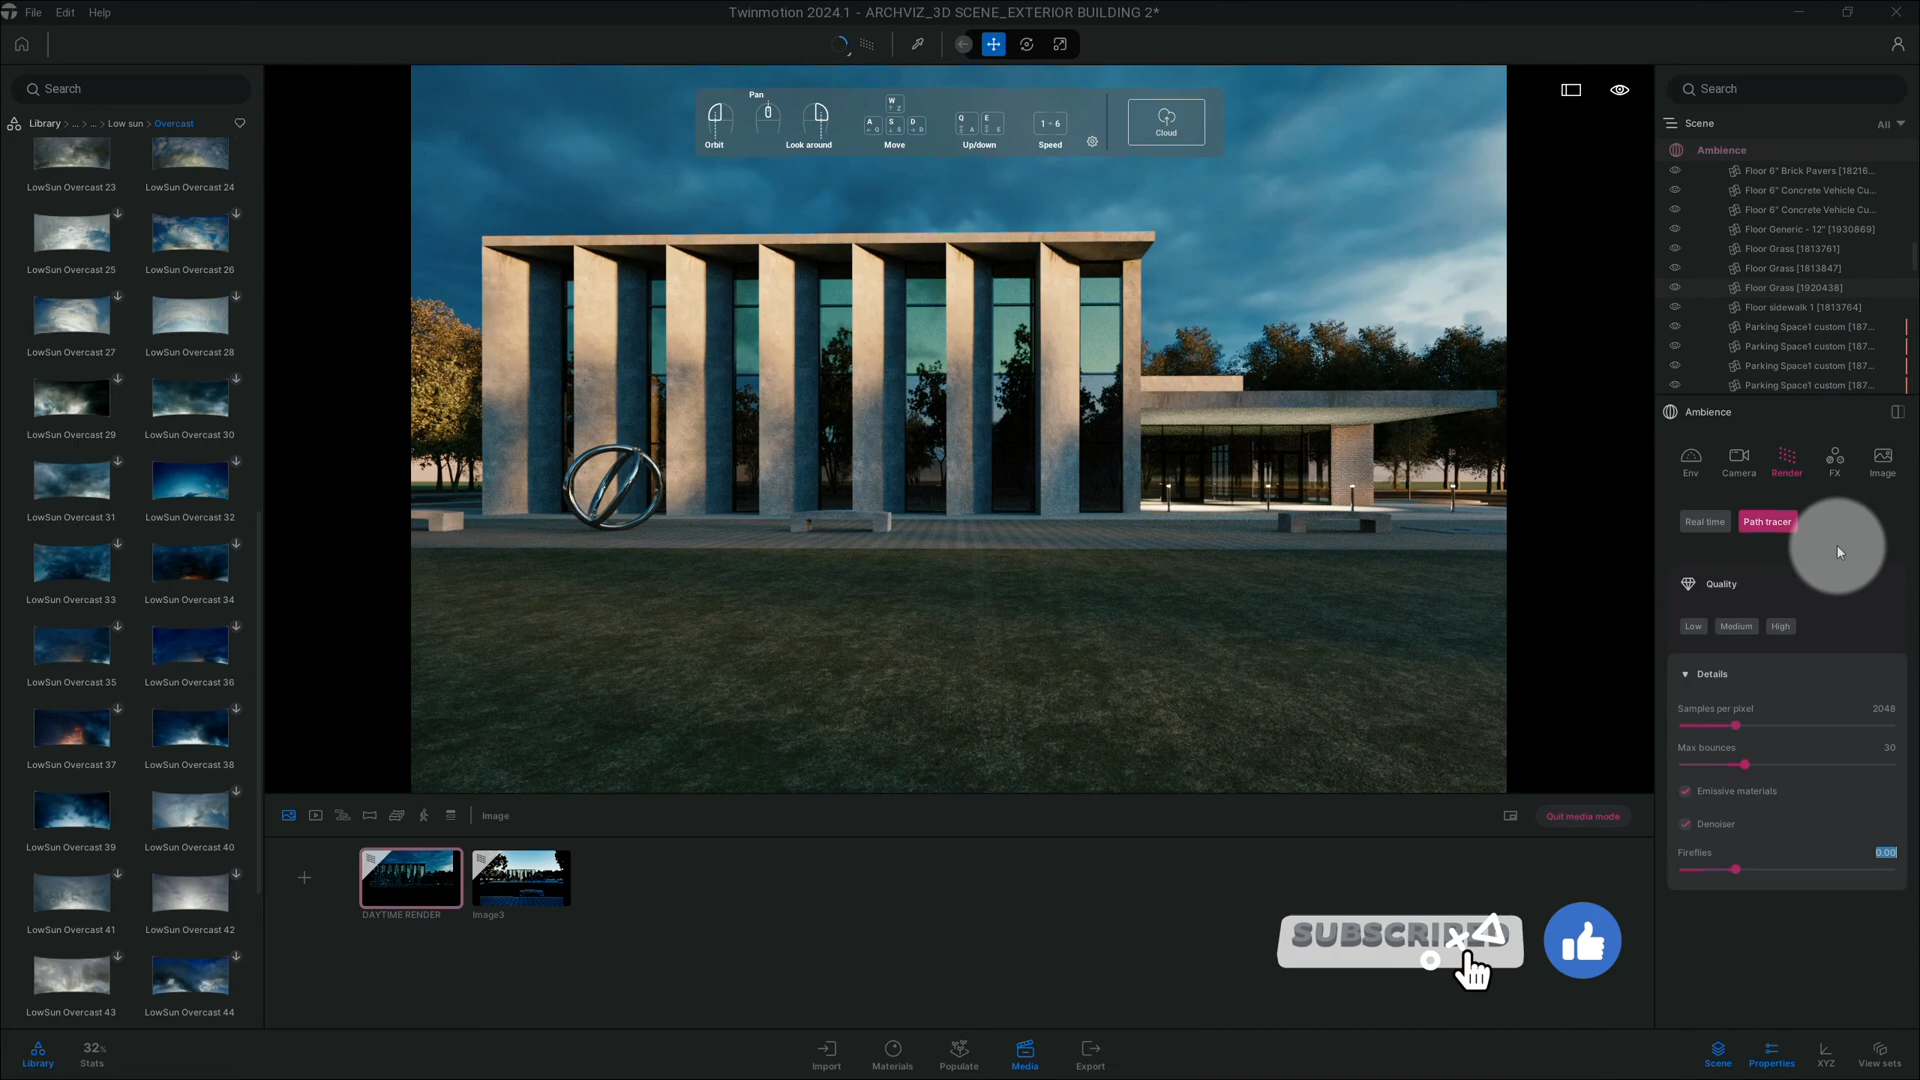 File Edit Help
Twinmotion 2024.1 - ARCHVIZ_3D SCENE_EXTERIOR BUILDING 2*
Search
Library > ... > ... > Low sun > Overcast
LowSun Overcast 23
LowSun Overcast 24
LowSun Overcast 25
LowSun Overcast 26
LowSun Overcast 27
LowSun Overcast 28
LowSun Overcast 29
LowSun Overcast 30
LowSun Overcast 31
LowSun Overcast 32
LowSun Overcast 33
LowSun Overcast 34
LowSun Overcast 35
LowSun Overcast 36
LowSun Overcast 37
LowSun Overcast 38
LowSun Overcast 39
LowSun Overcast 40
LowSun Overcast 41
LowSun Overcast 42
LowSun Overcast 43
LowSun Overcast 44
Pan
Orbit
Look around
W
Z
A Q
S S
D D
Move
Q A
E E
Up/down
1 + 6
Speed
Cloud
Search
Scene
All
Ambience
Floor 6" Brick Pavers [18216...
Floor 6" Concrete Vehicle Cu...
Floor 6" Concrete Vehicle Cu...
Floor Generic - 12" [1930869]
Floor Grass [1813761]
Floor Grass [1813847]
Floor Grass [1920438]
Floor sidewalk 1 [1813764]
Parking Space1 custom [187...
Parking Space1 custom [187...
Parking Space1 custom [187...
Parking Space1 custom [187...
Ambience
Env
Camera
Render
FX
Image
Real time
Path tracer
Quality
Low
Medium
High
Details
Samples per pixel 2048
Max bounces 30
Emissive materials
Denoiser
Fireflies 0.00
Image
Quit media mode
DAYTIME RENDER
Image3
SUBSCRIBED
Library
32%
Stats
Import
Materials
Populate
Media
Export
Scene
Properties
XYZ
View sets